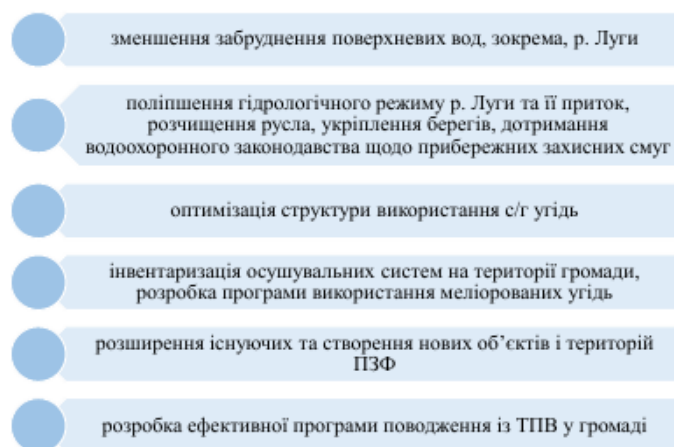 зменшення забруднення поверхневих вод, зокрема, р. Луги
поліпшення гідрологічного режиму р. Луги та її приток,
розчищення русла, укріплення берегів, дотримання
водоохоронного законодавства щодо прибережних захисних смуг
оптимізація структури використання с/г угідь
інвентаризація осушувальних систем на території громади,
розробка програми використання меліорованих угідь
розширення існуючих та створення нових об’єктів і територій
ПЗФ
розробка ефективної програми поводження із ТПВ у громаді